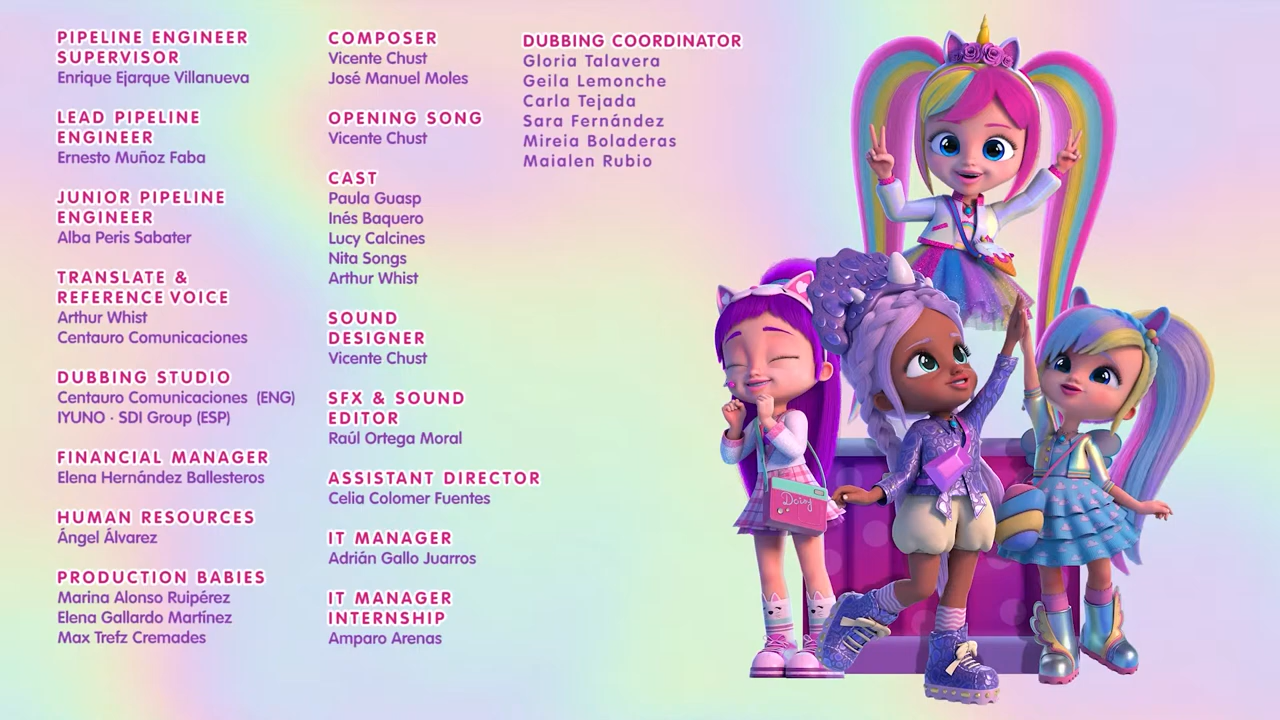 PIPELINE ENGINEER
SUPERVISOR
Enrique Ejarque Villanueva
LEAD PIPELINE
ENGINEER
Ernesto Muñoz Faba
JUNIOR PIPELINE
ENGINEER
Alba Peris Sabater
TRANSLATE &
REFERENCE VOICE
Arthur Whist
Centauro Comunicaciones
DUBBING STUDIO
Centauro Comunicaciones (ENG)
IYUNO · SDI Group (ESP)
FINANCIAL MANAGER
Elena Hernández Ballesteros
HUMAN RESOURCES
Ángel Álvarez
PRODUCTION BABIES
Marina Alonso Ruipérez
Elena Gallardo Martínez
Max Trefz Cremades
COMPOSER
Vicente Chust
José Manuel Moles
OPENING SONG
Vicente Chust
CAST
Paula Guasp
Inés Baquero
Lucy Calcines
Nita Songs
Arthur Whist
SOUND
DESIGNER
Vicente Chust
SFX & SOUND
EDITOR
Raúl Ortega Moral
ASSISTANT DIRECTOR
Celia Colomer Fuentes
IT MANAGER
Adrián Gallo Juarros
IT MANAGER
INTERNSHIP
Amparo Arenas
DUBBING COORDINATOR
Gloria Talavera
Geila Lemonche
Carla Tejada
Sara Fernández
Mireia Boladeras
Maialen Rubio